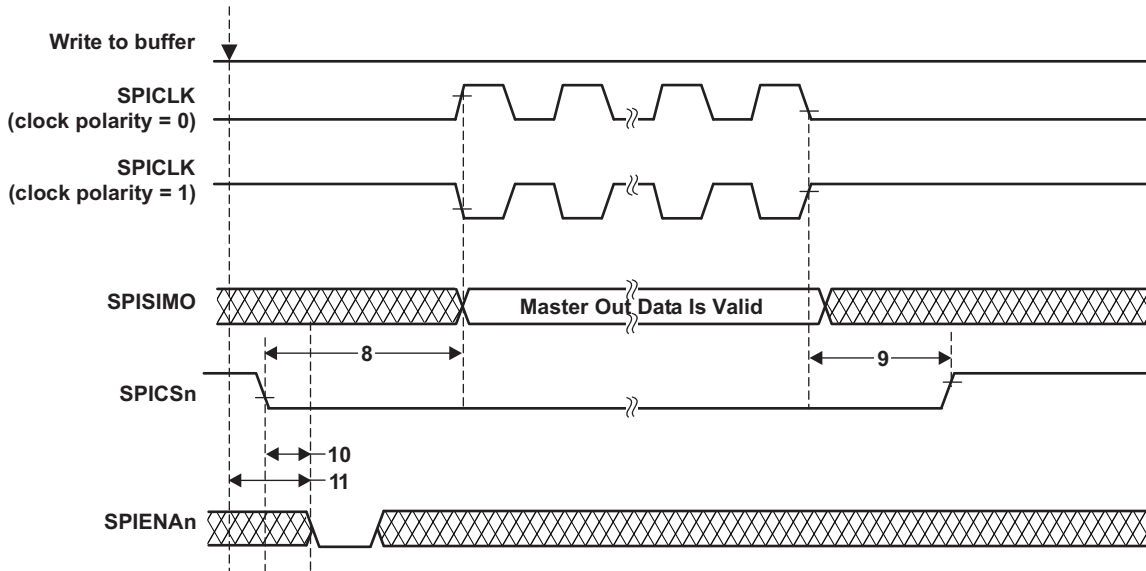 Write to buffer
SPICLK
(clock polarity = 0)
SPICLK
(clock polarity = 1)
SPISIMO
Master Out Data Is Valid
8
9
SPICSn
10
11
SPIENAn